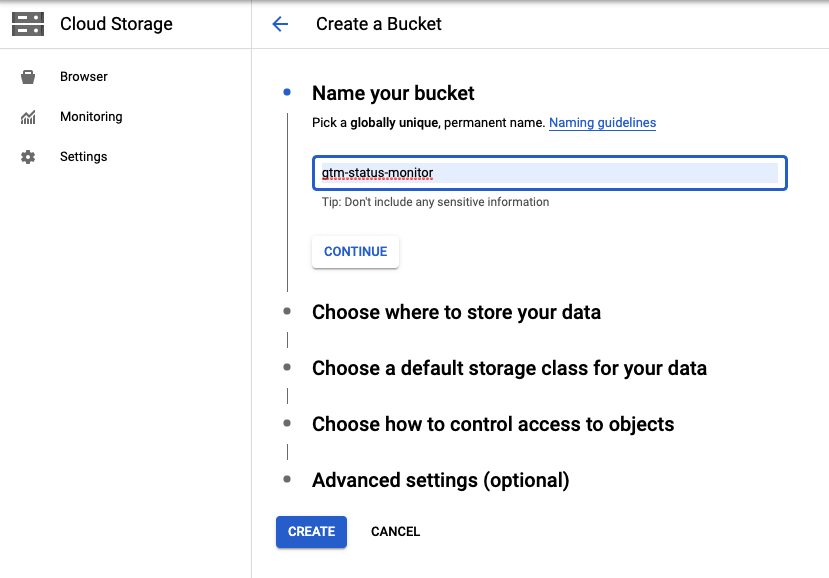 Cloud Storage
Create a Bucket
Browser
Monitoring
Settings
Name your bucket
Pick a globally unique, permanent name. Naming guidelines
gtm-status-monitor
Tip: Don't include any sensitive information
CONTINUE
Choose where to store your data
Choose a default storage class for your data
Choose how to control access to objects
Advanced settings (optional)
CREATE CANCEL